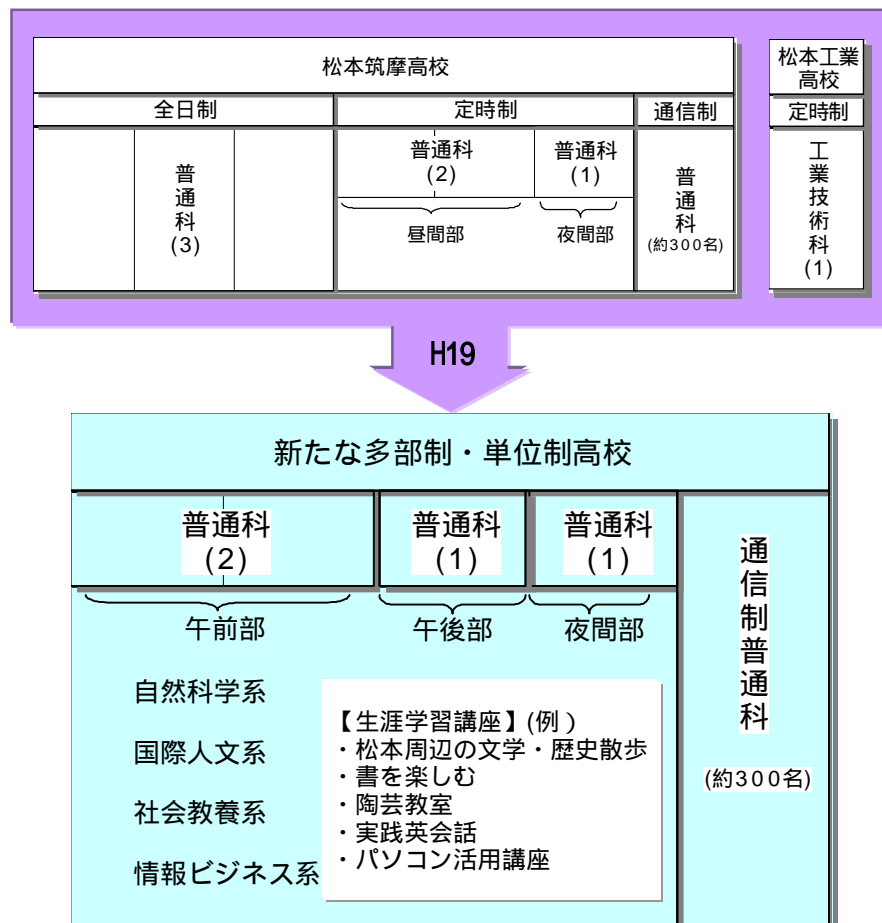 松本筑摩高校
全日制
定時制
通信制
普通科
(3)
普通科
(2)
普通科
(1)
昼間部
夜間部
普通科
(約300名)
松本工業
高校
定時制
工業技術科
(1)
H19
新たな多部制・単位制高校
普通科
(2)
普通科
(1)
普通科
(1)
午前部
午後部
夜間部
通信制普通科
(約300名)
自然科学系
国際人文系
社会教養系
情報ビジネス系
【生涯学習講座】(例)
・松本周辺の文学・歴史散歩
・書を楽しむ
・陶芸教室
・実践英会話
・パソコン活用講座